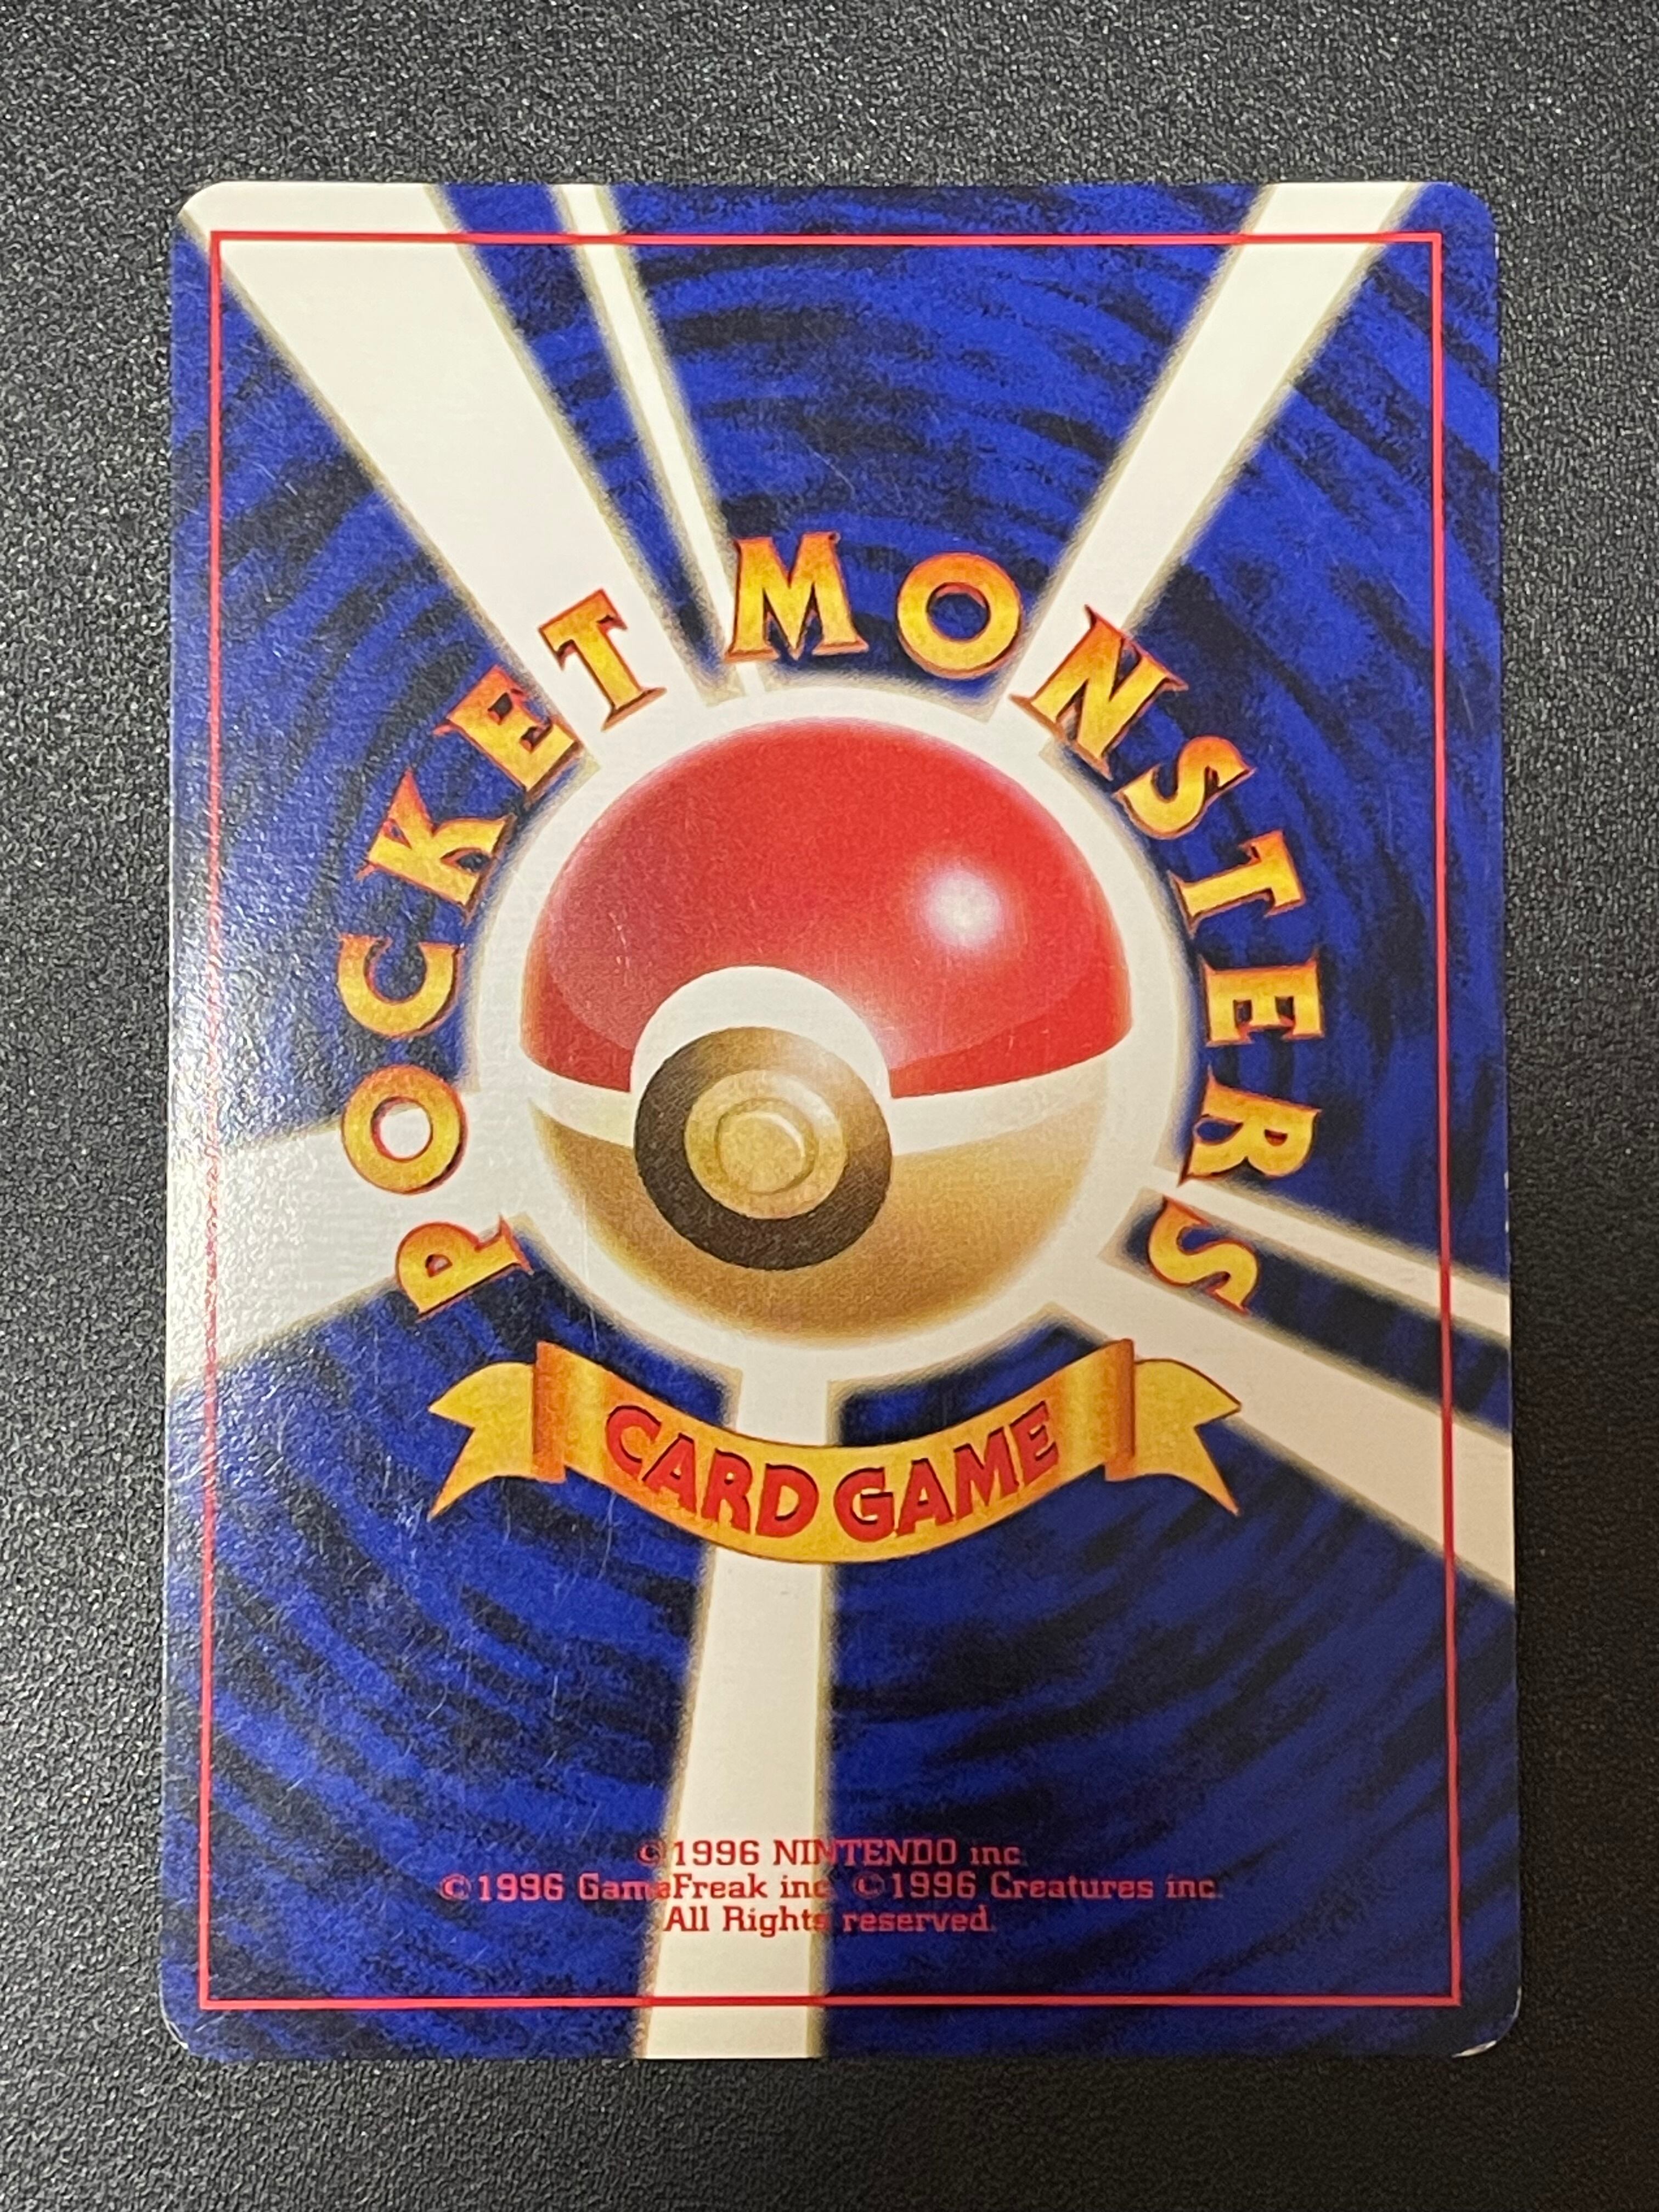 POCKET MONSTERS
CARD GAME
©1996 NINTENDO inc.
©1996 GameFreak inc. ©1996 Creatures inc.
All Rights reserved.